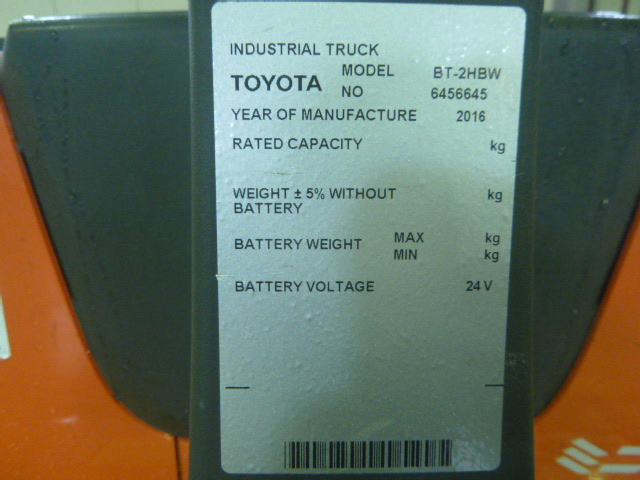 INDUSTRIAL TRUCK
TOYOTA MODEL BT-2HBW
NO 6456645
YEAR OF MANUFACTURE 2016
RATED CAPACITY kg
WEIGHT ± 5% WITHOUT kg
BATTERY
BATTERY WEIGHT MAX kg
MIN kg
BATTERY VOLTAGE 24 V